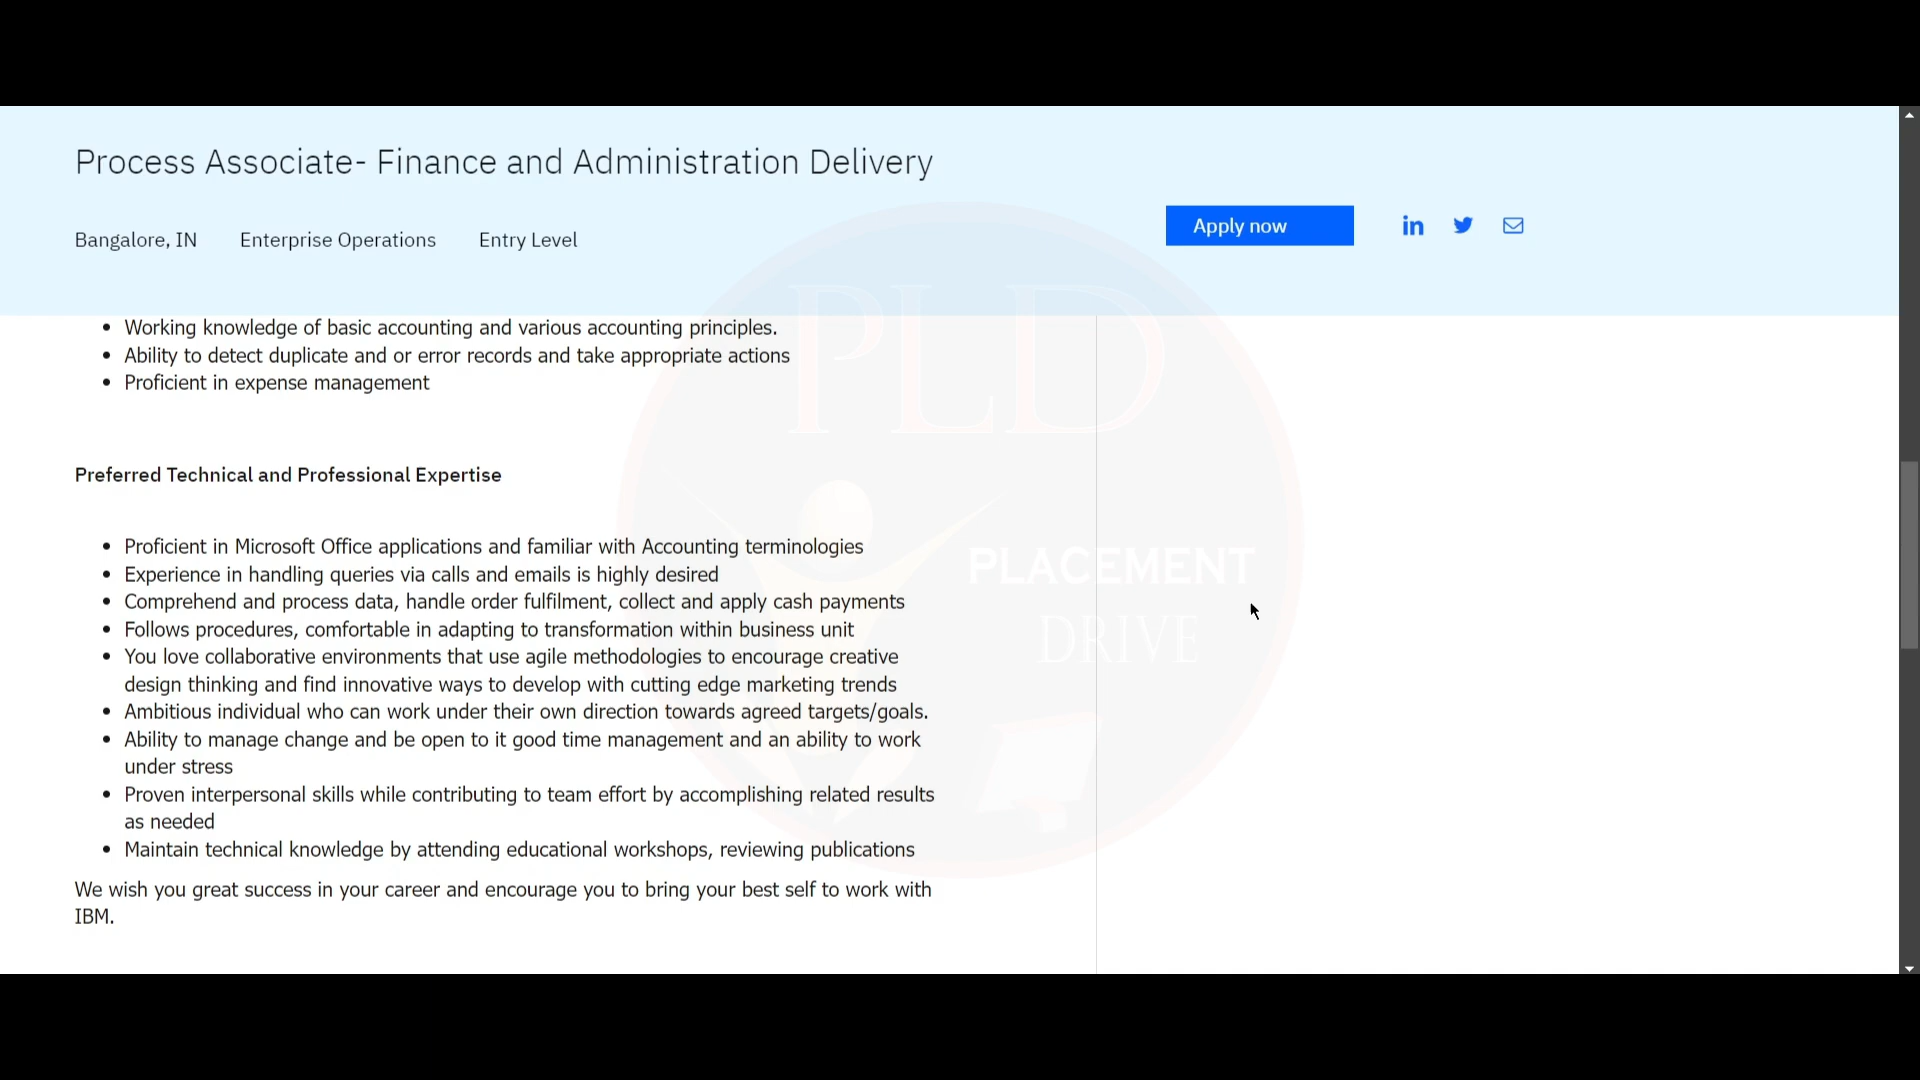 Process Associate- Finance and Administration Delivery
Bangalore, IN Enterprise Operations Entry Level
Apply now
• Working knowledge of basic accounting and various accounting principles.
• Ability to detect duplicate and or error records and take appropriate actions
• Proficient in expense management
Preferred Technical and Professional Expertise
• Proficient in Microsoft Office applications and familiar with Accounting terminologies
• Experience in handling queries via calls and emails is highly desired
• Comprehend and process data, handle order fulfilment, collect and apply cash payments
• Follows procedures, comfortable in adapting to transformation within business unit
• You love collaborative environments that use agile methodologies to encourage creative
design thinking and find innovative ways to develop with cutting edge marketing trends
• Ambitious individual who can work under their own direction towards agreed targets/goals.
• Ability to manage change and be open to it good time management and an ability to work
under stress
• Proven interpersonal skills while contributing to team effort by accomplishing related results
as needed
• Maintain technical knowledge by attending educational workshops, reviewing publications
We wish you great success in your career and encourage you to bring your best self to work with
IBM.
PLD
PLACEMENT
DRIVE